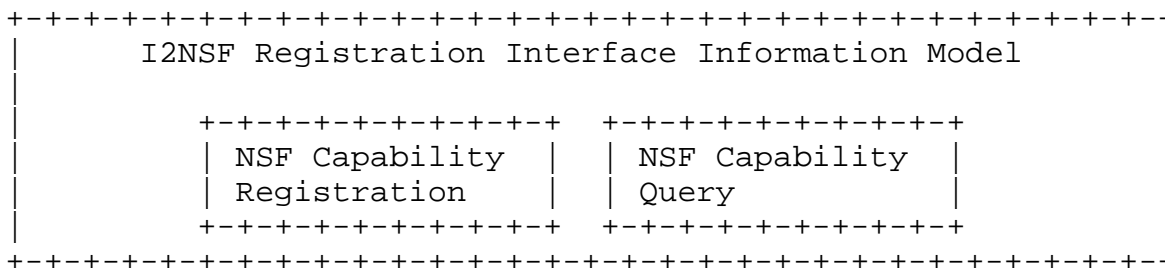 +-+-+-+-+-+-+-+-+-+-+-+-+-+-+-+-+-+-+-+-+-+-+-+-+-+-+-+-+-+-+-+--
|      I2NSF Registration Interface Information Model
|
|         +-+-+-+-+-+-+-+-+-+  +-+-+-+-+-+-+-+-+-+
|         | NSF Capability  |  | NSF Capability  |
|         | Registration    |  | Query           |
|         +-+-+-+-+-+-+-+-+-+  +-+-+-+-+-+-+-+-+-+
+-+-+-+-+-+-+-+-+-+-+-+-+-+-+-+-+-+-+-+-+-+-+-+-+-+-+-+-+-+-+-+--